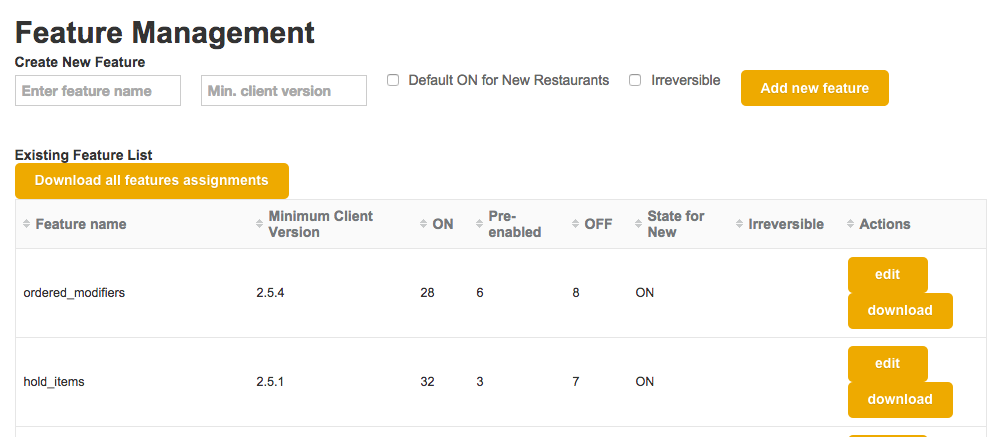 Feature Management
Create New Feature
Enter feature name Min. client version Default ON for New Restaurants Irreversible Add new feature
Existing Feature List
Download all features assignments
Feature name Minimum Client Version ON Pre-enabled OFF State for New Irreversible Actions
ordered_modifiers 2.5.4 28 6 8 ON edit
download
hold_items 2.5.1 32 3 7 ON edit
download